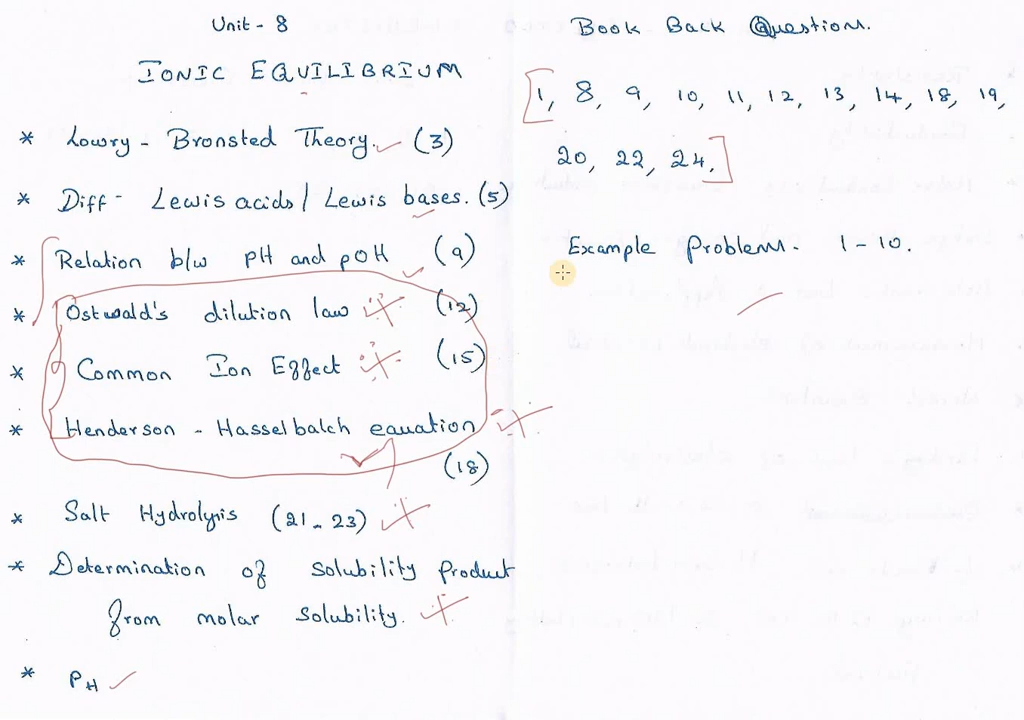 Unit - 8
IONIC EQUILIBRIUM
* Lowry - Bronsted Theory. (3)
* Diff - Lewis acids / Lewis bases. (5)
* Relation b/w pH and pOH (9)
* Ostwald's dilution law (12)
* Common Ion Effect (15)
* Henderson - Hasselbalch equation
(18)
* Salt Hydrolysis (21-23)
* Determination of solubility product
from molar solubility.
* PH
Book Back Questions.
[1, 8, 9, 10, 11, 12, 13, 14, 18, 19,
20, 22, 24.]
Example Problems - 1 - 10.